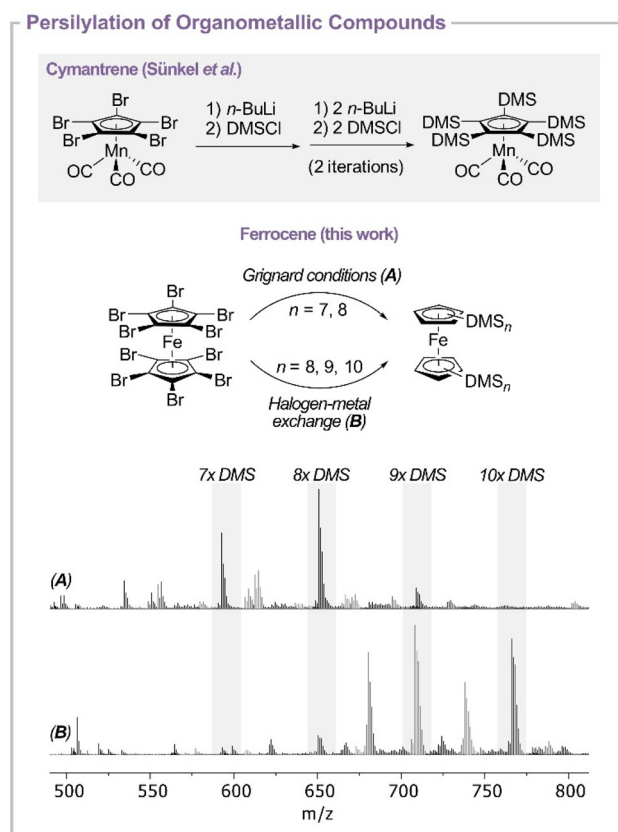 Persilylation of Organometallic Compounds
Cymantrene (Sünkel et al.)
Br
Br
Br
Br
Br
Mn
OC
CO
CO
1) n-BuLi
2) DMSCl
1) 2 n-BuLi
2) 2 DMSCl
(2 iterations)
DMS
DMS
DMS
DMS
DMS
Mn
OC
CO
CO
Ferrocene (this work)
Grignard conditions (A)
n = 7, 8
Br
Br
Br
Br
Br
Fe
Br
Br
Br
Br
Br
n = 8, 9, 10
Halogen-metal
exchange (B)
DMSn
Fe
DMSn
7x DMS 8x DMS 9x DMS 10x DMS
(A)
(B)
500 550 600 650 700 750 800
m/z